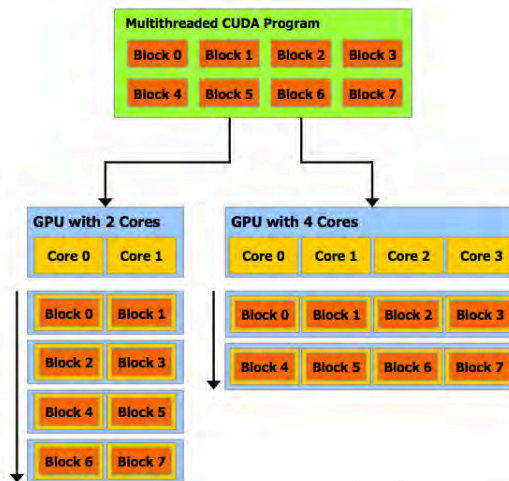 Multithreaded CUDA Program
Block 0 Block 1 Block 2 Block 3
Block 4 Block 5 Block 6 Block 7
GPU with 2 Cores
Core 0 Core 1
Block 0 Block 1
Block 2 Block 3
Block 4 Block 5
Block 6 Block 7
GPU with 4 Cores
Core 0 Core 1 Core 2 Core 3
Block 0 Block 1 Block 2 Block 3
Block 4 Block 5 Block 6 Block 7